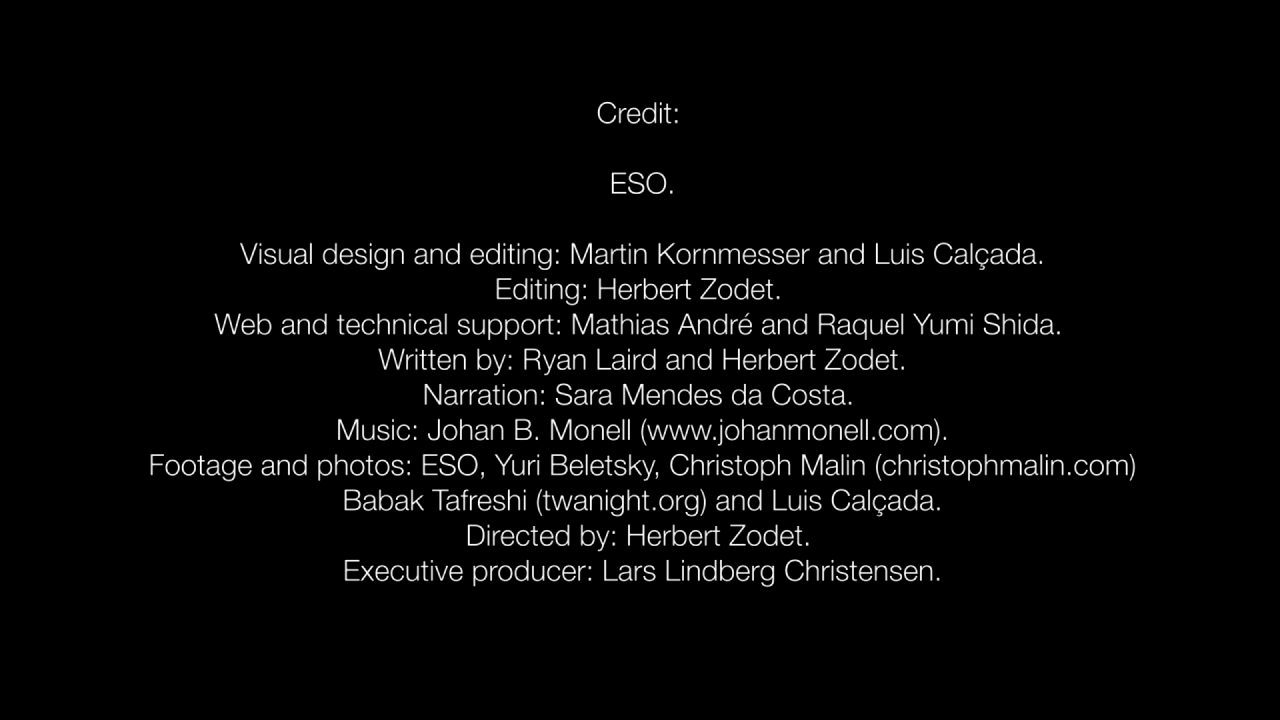 Credit:
ESO.
Visual design and editing: Martin Kornmesser and Luis Calçada.
Editing: Herbert Zodet.
Web and technical support: Mathias André and Raquel Yumi Shida.
Written by: Ryan Laird and Herbert Zodet.
Narration: Sara Mendes da Costa.
Music: Johan B. Monell (www.johanmonell.com).
Footage and photos: ESO, Yuri Beletsky, Christoph Malin (christophmalin.com)
Babak Tafreshi (twanight.org) and Luis Calçada.
Directed by: Herbert Zodet.
Executive producer: Lars Lindberg Christensen.